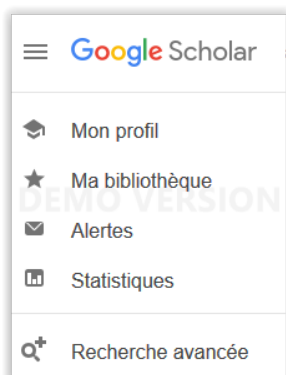 Google Scholar
Mon profil
Ma bibliothèque
DEMO VERSION
Alertes
Statistiques
Recherche avancée